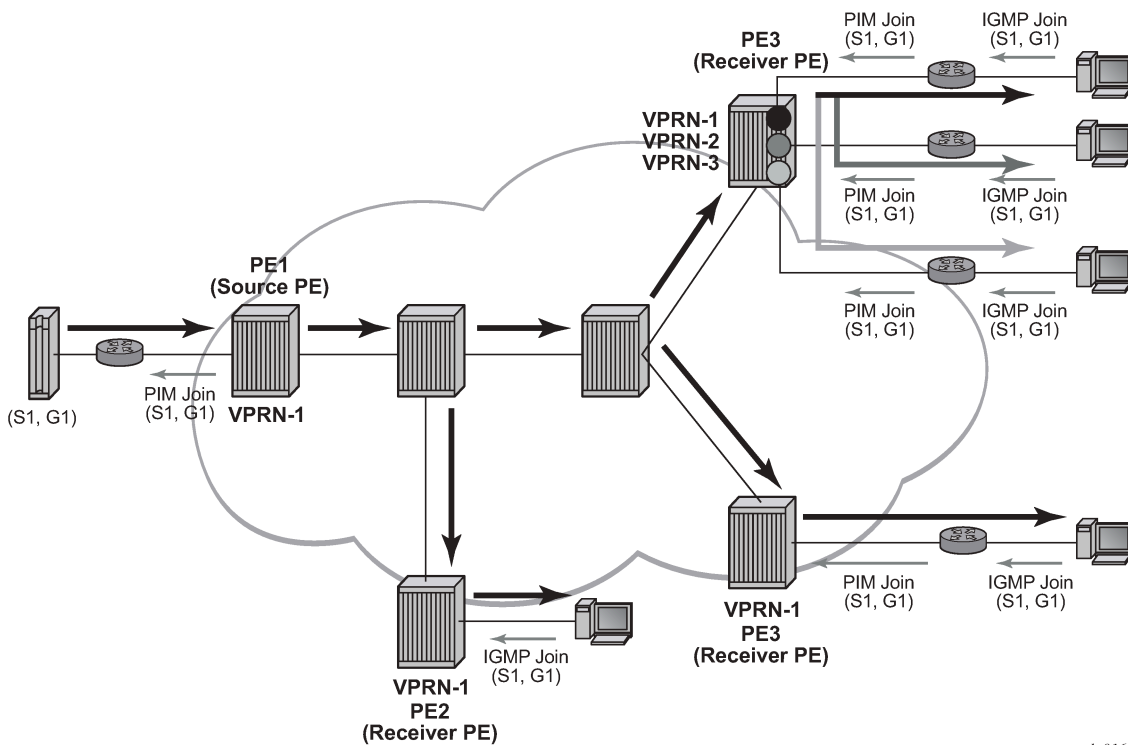 PIM Join
(S1, G1)
IGMP Join
(S1, G1)
PE3
(Receiver PE)
VPRN-1
VPRN-2
VPRN-3
PIM Join
(S1, G1)
IGMP Join
(S1, G1)
PE1
(Source PE)
PIM Join
(S1, G1)
IGMP Join
(S1, G1)
PIM Join
(S1, G1)
(S1, G1)
VPRN-1
PIM Join
(S1, G1)
IGMP Join
(S1, G1)
VPRN-1
PE3
(Receiver PE)
IGMP Join
(S1, G1)
VPRN-1
PE2
(Receiver PE)